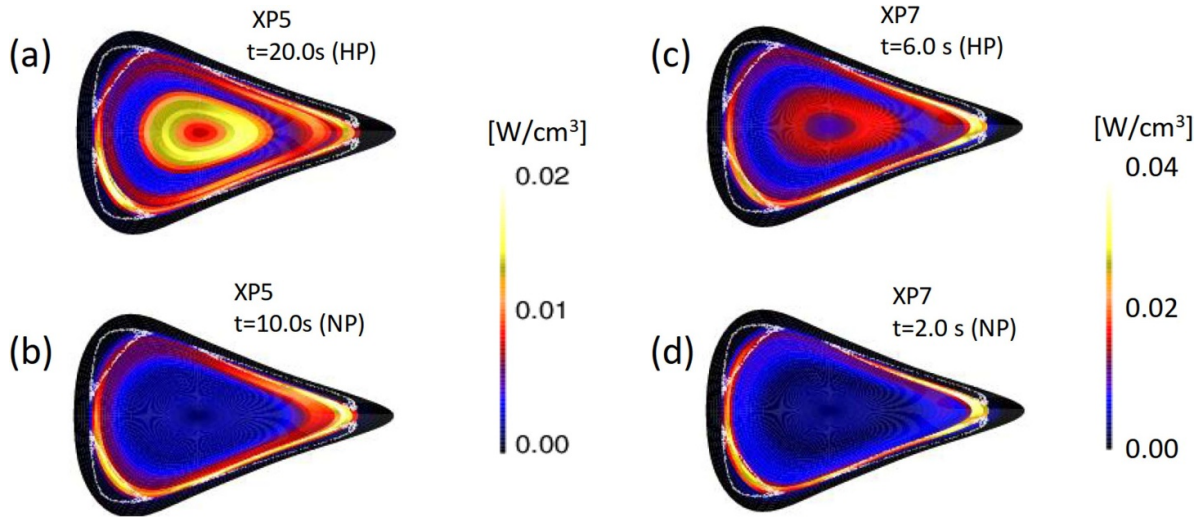 (a)
XP5
t=20.0s (HP)
(c)
XP7
t=6.0 s (HP)
[W/cm³]
0.02
0.01
0.00
[W/cm³]
0.04
0.02
0.00
(b)
XP5
t=10.0s (NP)
(d)
XP7
t=2.0 s (NP)